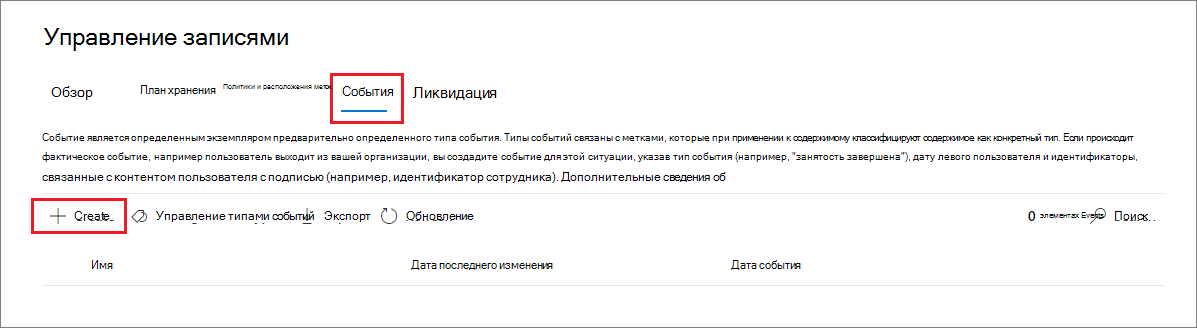 Управление записями
Обзор План хранения Политики и расположения меток События Ликвидация
Событие является определенным экземпляром предварительно определенного типа события. Типы событий связаны с метками, которые при применении к содержимому классифицируют содержимое как конкретный тип. Если происходит
фактическое событие, например пользователь выходит из вашей организации, вы создадите событие для этой ситуации, указав тип события (например, "занятость завершена"), дату левого пользователя и идентификаторы,
связанные с контентом пользователя с подписью (например, идентификатор сотрудника). Дополнительные сведения об
Create Управление типами событий Экспорт Обновление 0 элементах Events Поиск..
Имя Дата последнего изменения Дата события